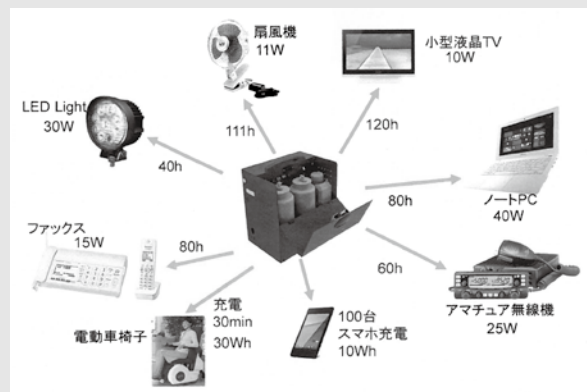 扇風機
11W
小型液晶TV
10W
LED Light
30W
111h
120h
40h
80h
ノートPC
40W
ファックス
15W
80h
60h
アマチュア無線機
25W
充電
30min
30Wh
電動車椅子
100台
スマホ充電
10Wh